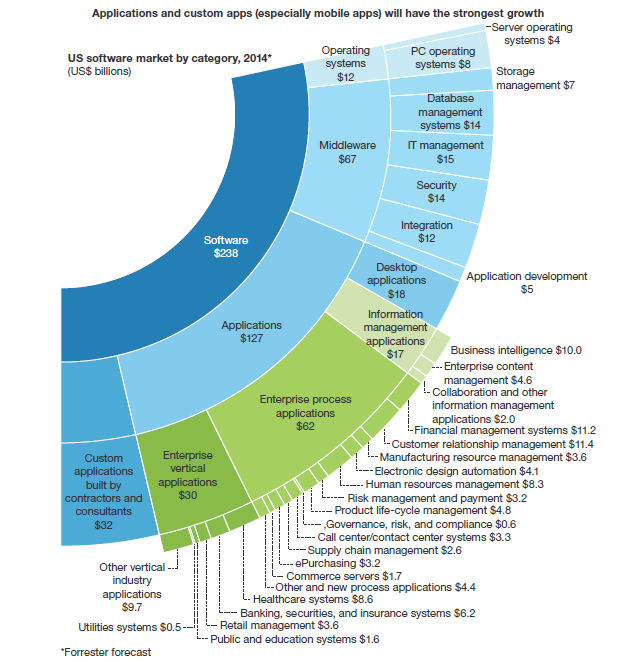 Applications and custom apps (especially mobile apps) will have the strongest growth
US software market by category, 2014*
(US$ billions)
Operating
systems
$12
Server operating
systems $4
PC operating
systems $8
Storage
management $7
Database
management
systems $14
Middleware
$67
IT management
$15
Security
$14
Integration
$12
Application development
$5
Software
$238
Desktop
applications
$18
Applications
$127
Information
management
applications
$17
Business intelligence $10.0
Enterprise content
management $4.6
Collaboration and other
information management
applications $2.0
Enterprise process
applications
$62
Financial management systems $11.2
Customer relationship management $11.4
Manufacturing resource management $3.6
Electronic design automation $4.1
Human resources management $8.3
Risk management and payment $3.2
Product life-cycle management $4.8
,Governance, risk, and compliance $0.6
Call center/contact center systems $3.3
Supply chain management $2.6
ePurchasing $3.2
Commerce servers $1.7
Other and new process applications $4.4
Enterprise
vertical
applications
$30
Healthcare systems $8.6
Banking, securities, and insurance systems $6.2
Retail management $3.6
Public and education systems $1.6
Utilities systems $0.5
Other vertical
industry
applications
$9.7
Custom
applications
built by
contractors and
consultants
$32
*Forrester forecast